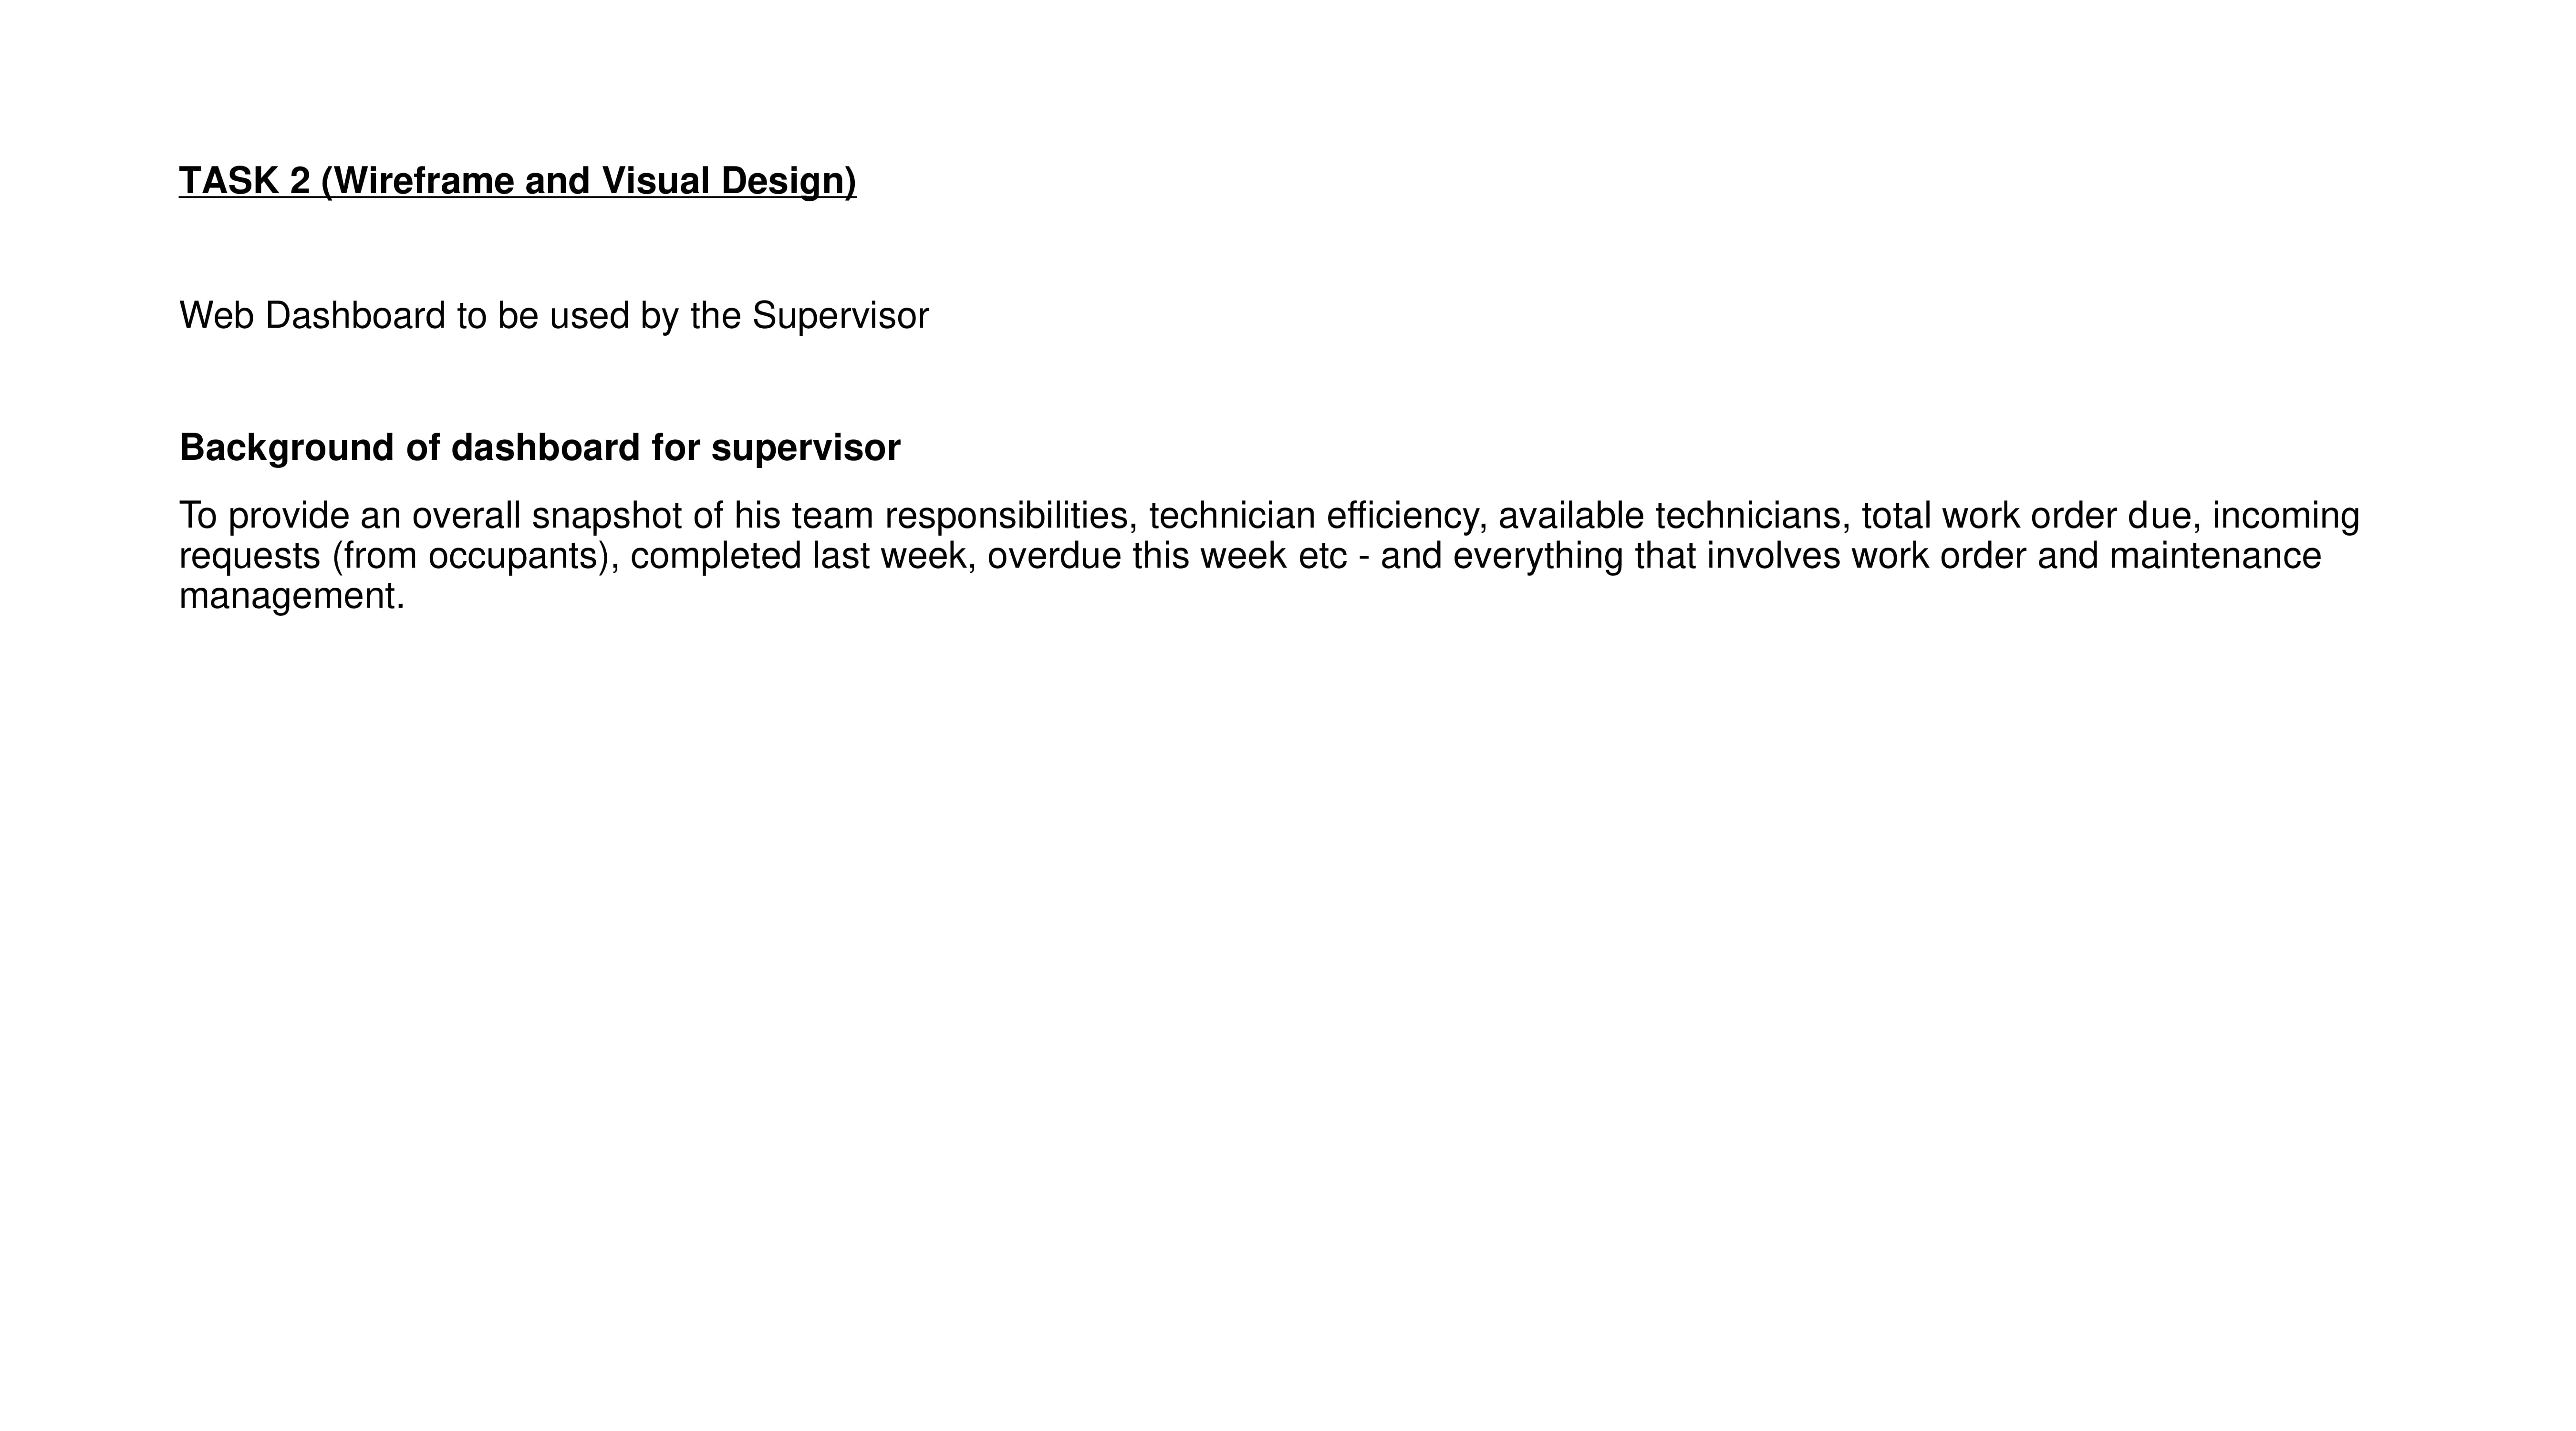 TASK 2 (Wireframe and Visual Design)
Web Dashboard to be used by the Supervisor
Background of dashboard for supervisor
To provide an overall snapshot of his team responsibilities, technician efficiency, available technicians, total work order due, incoming
requests (from occupants), completed last week, overdue this week etc - and everything that involves work order and maintenance
management.